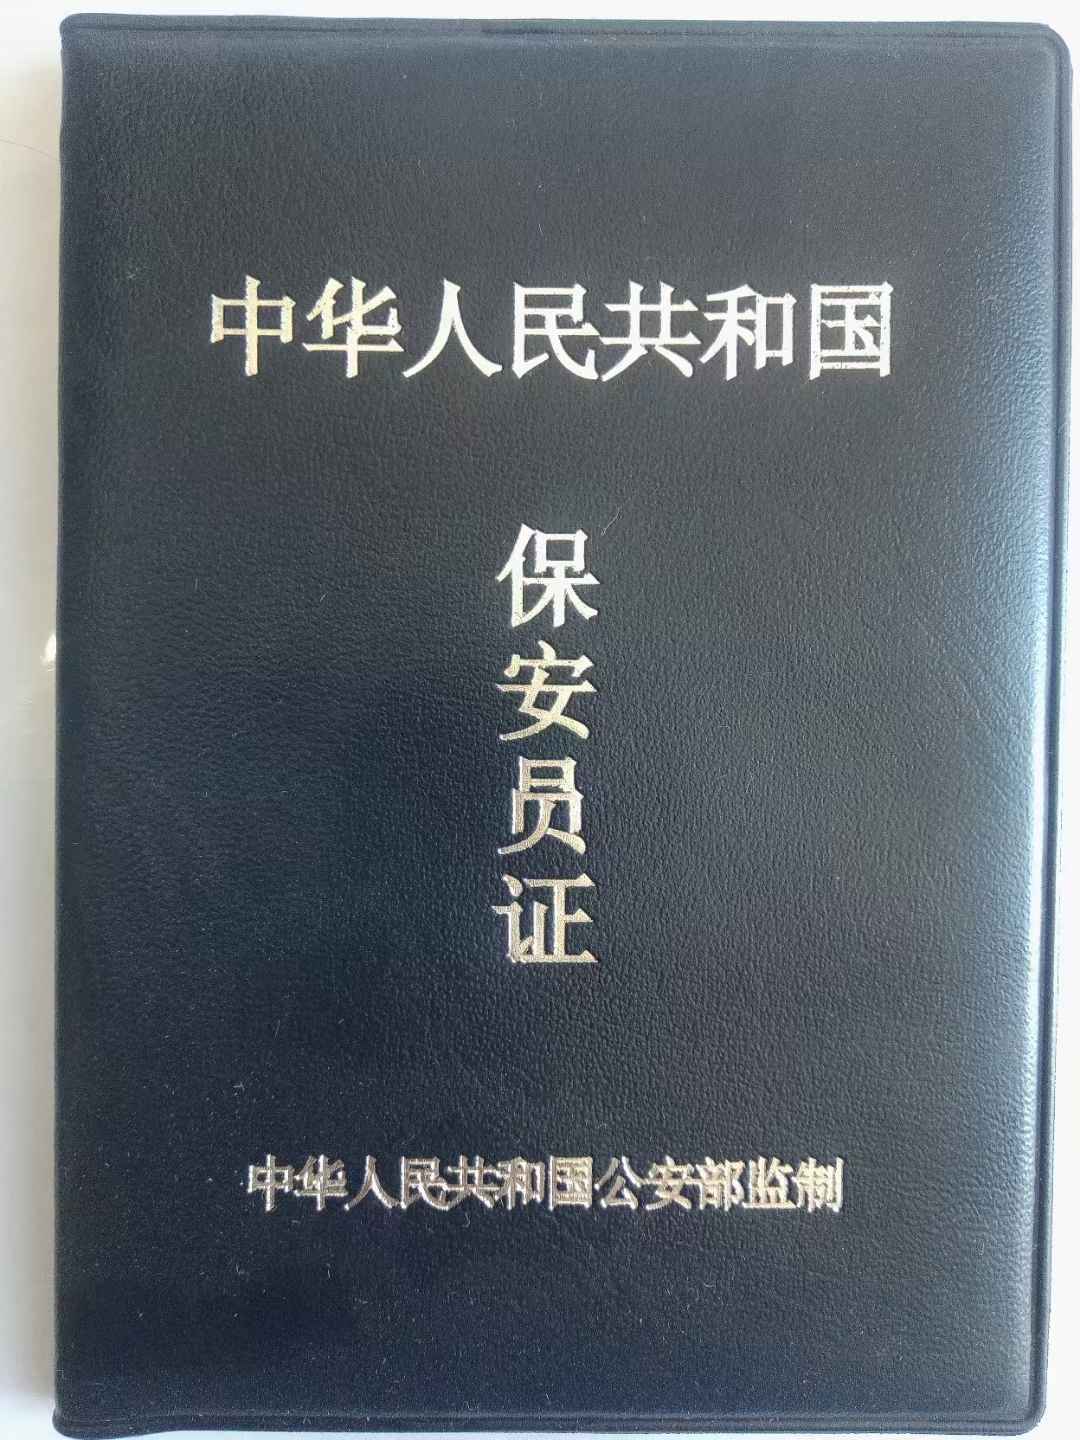 中华人民共和国
保安员证
中华人民共和国公安部监制